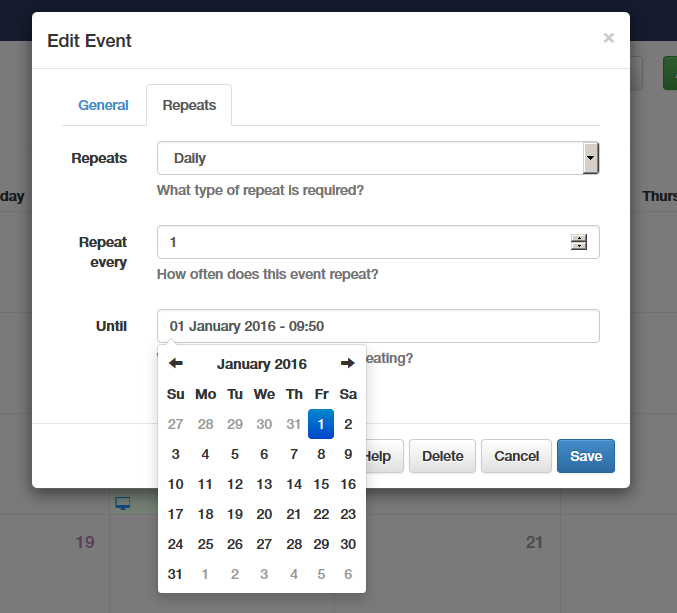 Edit Event ×
General Repeats
Repeats Daily
What type of repeat is required?
Repeat every 1
How often does this event repeat?
Until 01 January 2016 - 09:50
eating?
January 2016
Su Mo Tu We Th Fr Sa
27 28 29 30 31 1 2
3 4 5 6 7 8 9
10 11 12 13 14 15 16
17 18 19 20 21 22 23
24 25 26 27 28 29 30
31 1 2 3 4 5 6
Help Delete Cancel Save
day Thurs
19 21